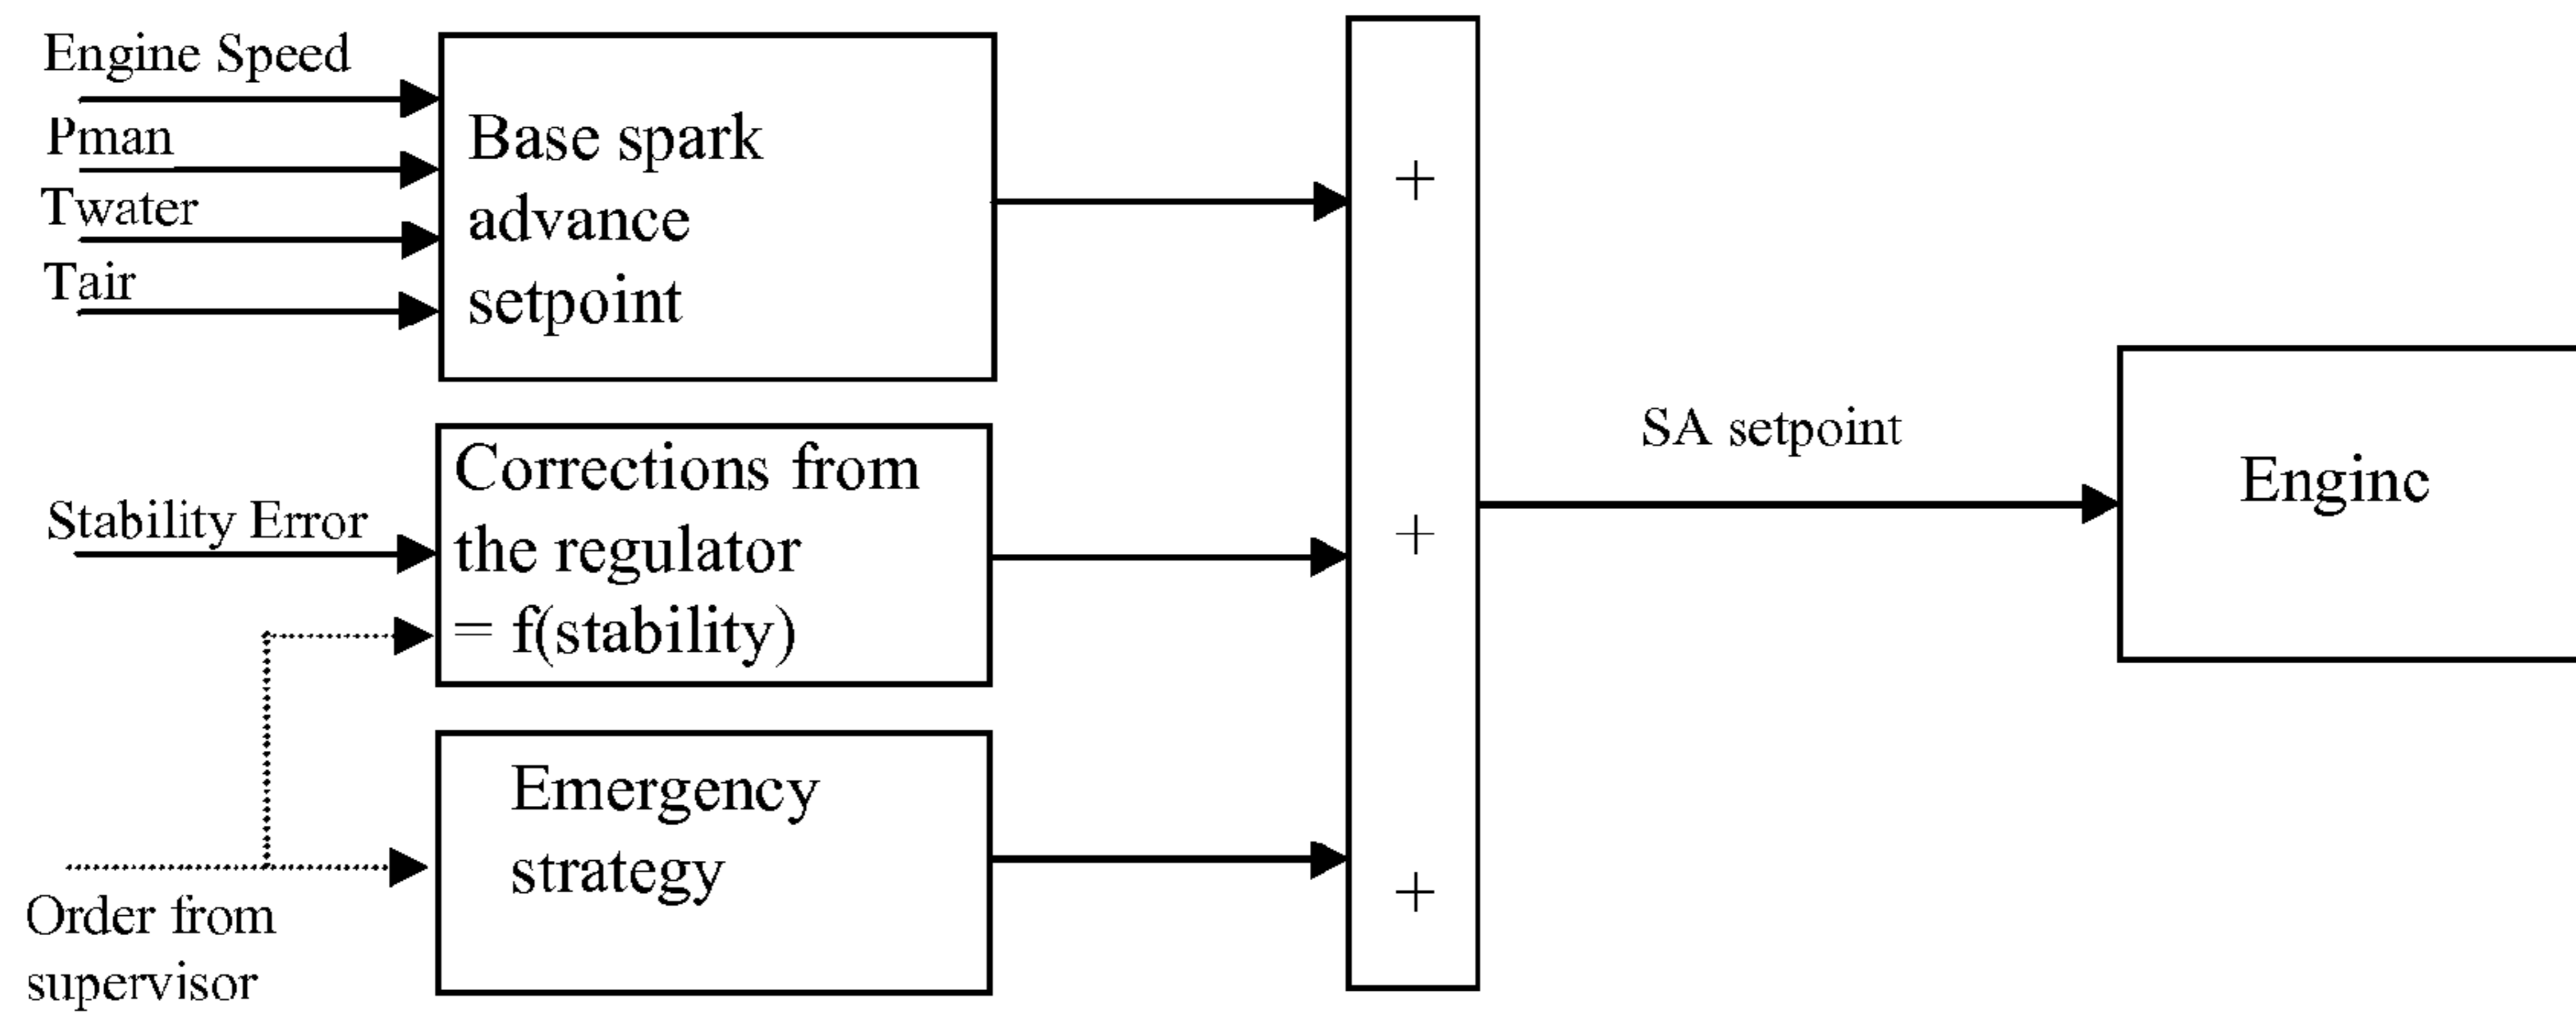 Engine Speed
Pman
Twater
Tair
Base spark
advance
setpoint
+
Stability Error
Corrections from
the regulator
= f(stability)
+
SA setpoint
Engine
Order from
supervisor
Emergency
strategy
+